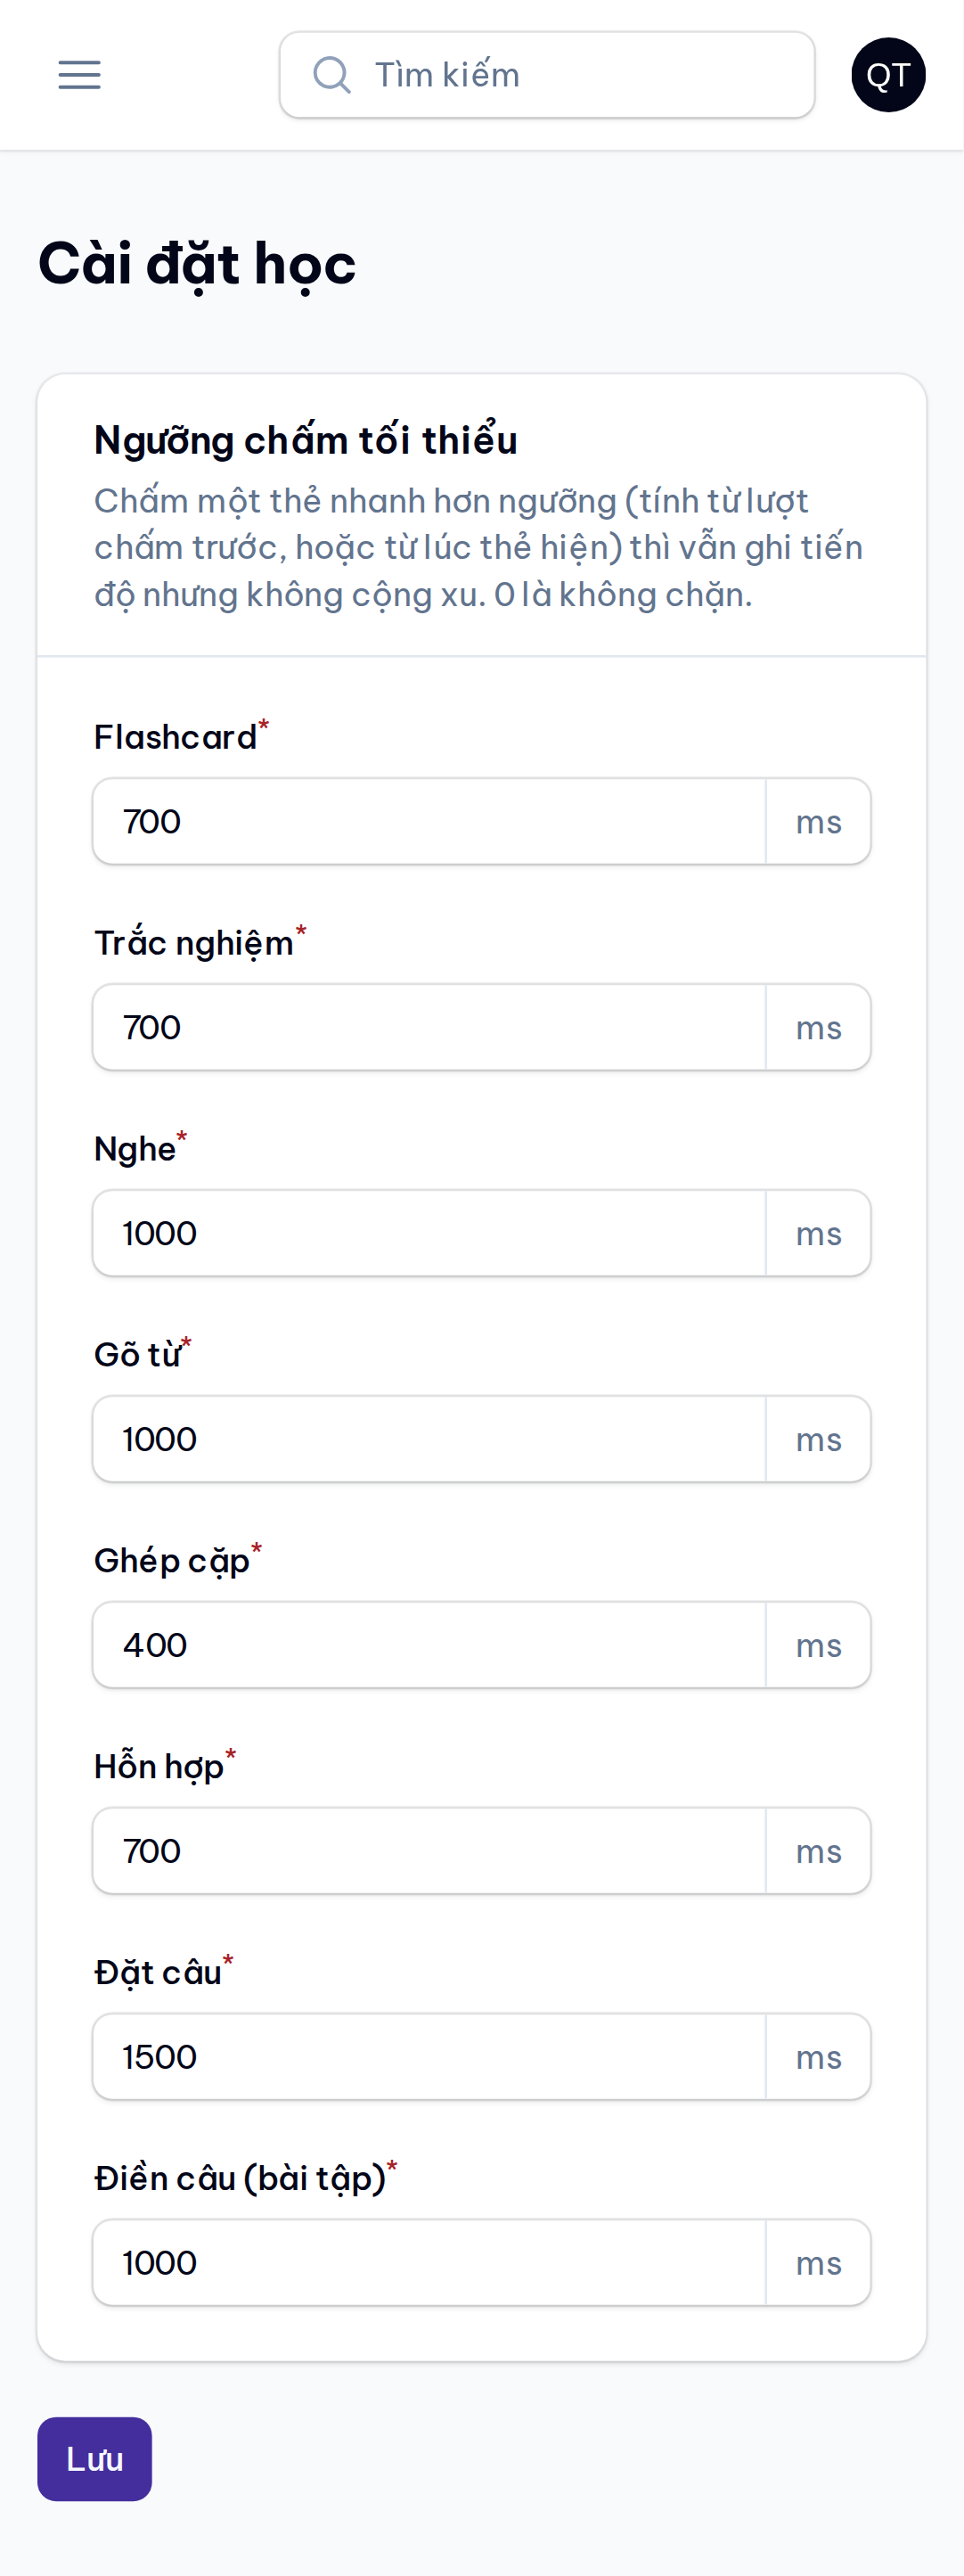 Tìm kiếm
QT
Cài đặt học
Ngưỡng chấm tối thiểu
Chấm một thẻ nhanh hơn ngưỡng (tính từ lượt
chấm trước, hoặc từ lúc thẻ hiện) thì vẫn ghi tiến
độ nhưng không cộng xu. 0 là không chặn.
Flashcard*
700 ms
Trắc nghiệm*
700 ms
Nghe*
1000 ms
Gõ từ*
1000 ms
Ghép cặp*
400 ms
Hỗn hợp*
700 ms
Đặt câu*
1500 ms
Điền câu (bài tập)*
1000 ms
Lưu